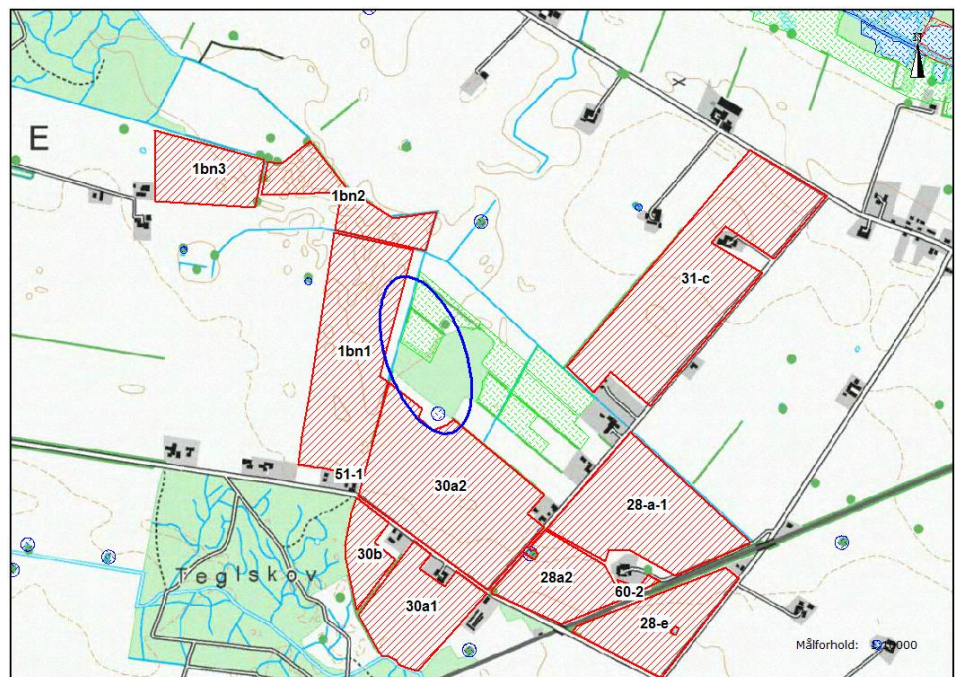 E
1bn3
1bn2
31-c
1bn1
51-1
30a2
28-a-1
30b
Teglskov
28a2
60-2
30a1
28-e
Målforhold: